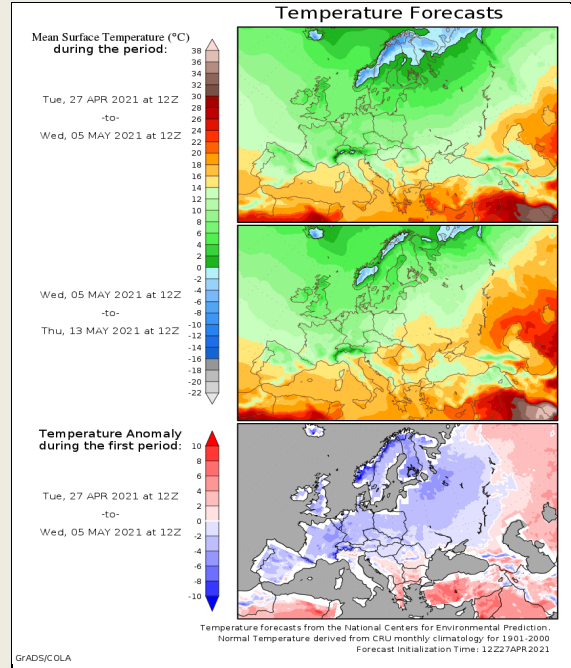 Temperature Forecasts
Mean Surface Temperature (°C)
during the period:
Tue, 27 APR 2021 at 12Z
-to-
Wed, 05 MAY 2021 at 12Z
38
36
34
32
30
28
26
24
22
20
18
16
14
12
10
8
6
4
2
0
-2
-4
-6
-8
-10
-12
-14
-16
-18
-20
-22
Wed, 05 MAY 2021 at 12Z
-to-
Thu, 13 MAY 2021 at 12Z
Temperature Anomaly
during the first period:
Tue, 27 APR 2021 at 12Z
-to-
Wed, 05 MAY 2021 at 12Z
10
8
6
4
2
0
-2
-4
-6
-8
-10
Temperature forecasts from the National Centers for Environmental Prediction.
Normal Temperature derived from CRU monthly climatology for 1901-2000
Forecast Initialization Time: 12Z27APR2021
GrADS/COLA